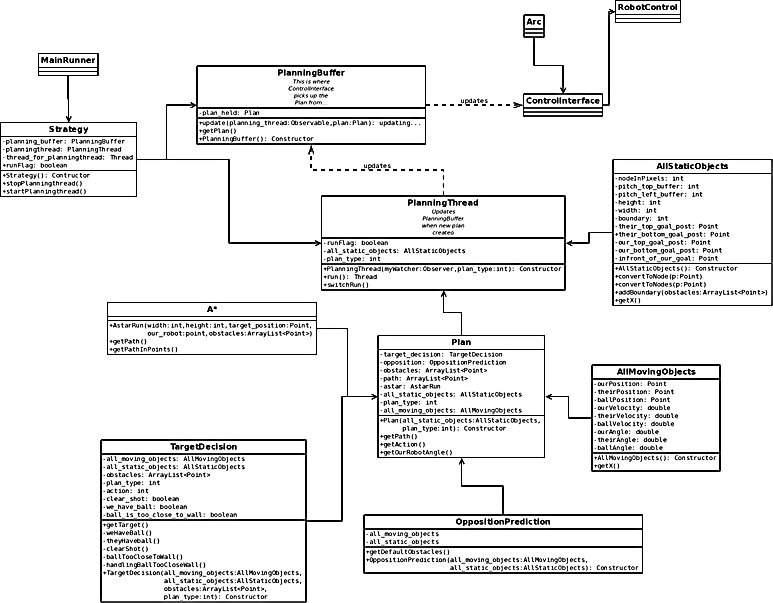 RobotControl
Arc
MainRunner
PlanningBuffer
This is where
ControlInterface
picks up the
Plan from...
-plan_held: Plan
+update(planning_thread:Observable,plan:Plan): updating...
+getPlan()
+PlanningBuffer(): Constructor
updates
ControlInterface
Strategy
-planning_buffer: PlanningBuffer
-planningthread: PlanningThread
-thread_for_planningthread: Thread
+runFlag: boolean
+Strategy(): Contructor
+stopPlanningthread()
+startPlanningthread()
updates
AllStaticObjects
-nodeInPixels: int
-pitch_top_buffer: int
-pitch_left_buffer: int
-height: int
-width: int
-boundary: int
-their_top_goal_post: Point
+their_bottom_goal_post: Point
-our_top_goal_post: Point
-our_bottom_goal_post: Point
-infront_of_our_goal: Point
+AllStaticObjects(): Constructor
+convertToNode(p:Point)
+convertToNodes(p:Point)
+addBoundary(obstacles:ArrayList<Point>)
+getX()
PlanningThread
Updates
PlanningBuffer
when new plan
created
-runFlag: boolean
-all_static_objects: AllStaticObjects
-plan_type: int
+PlanningThread(myWatcher:Observer,plan_type:int): Constructor
+run(): Thread
+switchRun()
A*
+AstarRun(width:int,height:int,target_position:Point,
our_robot:point,obstacles:ArrayList<Point>)
+getPath()
+getPathInPoints()
Plan
-target_decision: TargetDecision
-opposition: OppositionPrediction
-obstacles: ArrayList<Point>
-path: ArrayList<Point>
-astar: AstarRun
-all_static_objects: AllStaticObjects
-plan_type: int
-all_moving_objects: AllMovingObjects
+Plan(all_static_objects:AllStaticObjects,
plan_type:int): Constructor
+getPath()
+getAction()
+getOurRobotAngle()
AllMovingObjects
-ourPosition: Point
-theirPosition: Point
-ballPosition: Point
-ourVelocity: double
-theirVelocity: double
-ballVelocity: double
-ourAngle: double
-theirAngle: double
-ballAngle: double
+AllMovingObjects(): Constructor
+getX()
TargetDecision
-all_moving_objects: AllMovingObjects
-all_static_objects: AllStaticObjects
-obstacles: ArrayList<Point>
-plan_type: int
-action: int
-clear_shot: boolean
-we_have_ball: boolean
-ball_is_too_close_to_wall: boolean
+getTarget()
-weHaveBall()
-theyHaveball()
-clearShot()
-ballTooCloseToWall()
-handlingBallTooCloseWall()
+TargetDecision(all_moving_objects:AllMovingObjects,
all_static_objects:AllStaticObjects,
obstacles:ArrayList<Point>,
plan_type:int): Constructor
OppositionPrediction
-all_moving_objects
-all_static_objects
+getDefaultObstacles()
+OppositionPrediction(all_moving_objects:AllMovingObjects,
all_static_objects:AllStaticObjects): Constructor